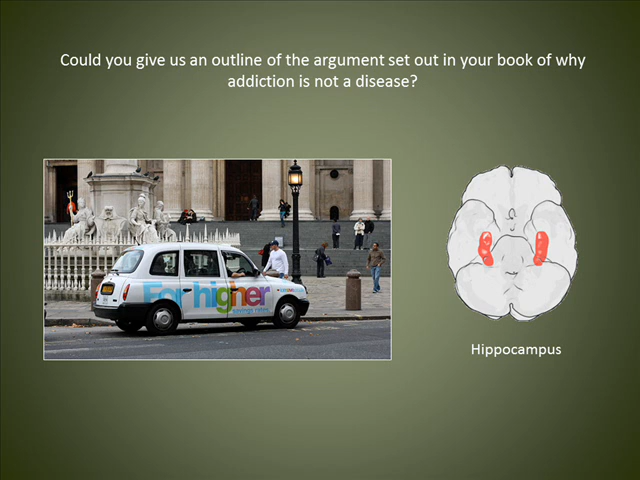 Could you give us an outline of the argument set out in your book of why
addiction is not a disease?
For higher
Hippocampus